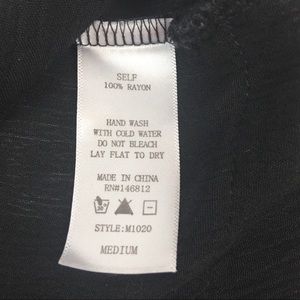 SELF
100% RAYON
HAND WASH
WITH COLD WATER
DO NOT BLEACH
LAY FLAT TO DRY
MADE IN CHINA
RN#146812
STYLE:M1020
MEDIUM